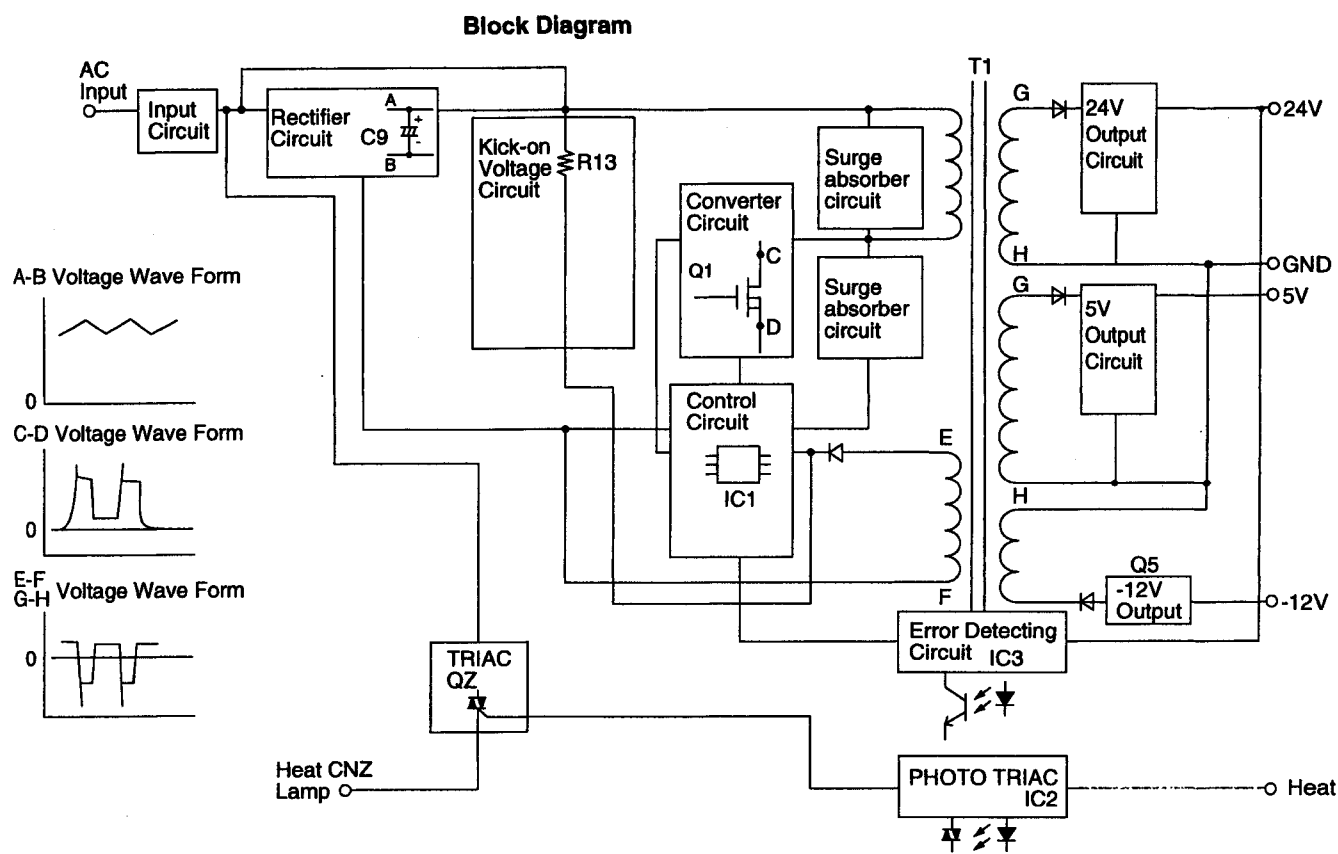 Block Diagram
AC
Input
Input
Circuit
Rectifier
Circuit
A
C9
+
-
B
Kick-on
Voltage
Circuit
R13
Surge
absorber
circuit
Converter
Circuit
Q1
C
D
Surge
absorber
circuit
Control
Circuit
IC1
T1
E
F
G
H
G
H
24V
Output
Circuit
24V
GND
5V
Output
Circuit
5V
Q5
-12V
Output
-12V
Error Detecting
Circuit IC3
A-B Voltage Wave Form
0
C-D Voltage Wave Form
0
E-F
G-H Voltage Wave Form
0
TRIAC
QZ
Heat CNZ
Lamp
PHOTO TRIAC
IC2
Heat